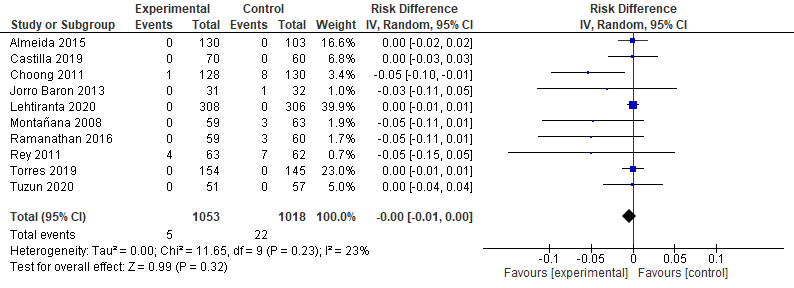 Experimental Control Risk Difference Risk Difference
Study or Subgroup Events Total Events Total Weight IV, Random, 95% CI IV, Random, 95% CI
Almeida 2015 0 130 0 103 16.6% 0.00 [-0.02, 0.02]
Castilla 2019 0 70 0 60 6.8% 0.00 [-0.03, 0.03]
Choong 2011 1 128 8 130 3.4% -0.05 [-0.10, -0.01]
Jorro Baron 2013 0 31 1 32 1.2% -0.03 [-0.11, 0.05]
Lehtiranta 2020 0 308 0 306 39.9% 0.00 [-0.01, 0.01]
Montañana 2008 0 59 3 63 1.9% -0.05 [-0.11, 0.01]
Ramanathan 2016 0 59 3 60 1.5% -0.05 [-0.11, 0.01]
Rey 2011 4 63 7 62 0.7% -0.05 [-0.15, 0.05]
Torres 2019 0 154 0 145 23.0% 0.00 [-0.01, 0.01]
Tuzun 2020 0 51 0 57 5.0% 0.00 [-0.04, 0.04]
Total (95% CI) 1053 1018 100.0% -0.00 [-0.01, 0.00]
Total events 5 22
Heterogeneity: Tau² = 0.00; Chi² = 11.65, df = 9 (P = 0.23); I² = 23%
Test for overall effect: Z = 0.99 (P = 0.32)
-0.1 -0.05 0 0.05 0.1
Favours [experimental] Favours [control]